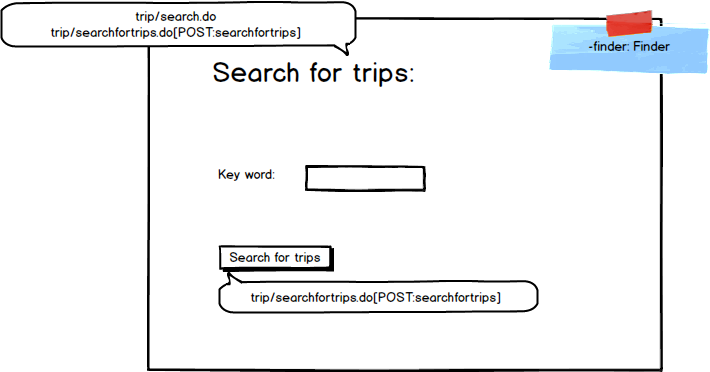 trip/search.do
trip/searchfortrips.do[POST:searchfortrips]
-finder: Finder
Search for trips:
Key word:
Search for trips
trip/searchfortrips.do[POST:searchfortrips]